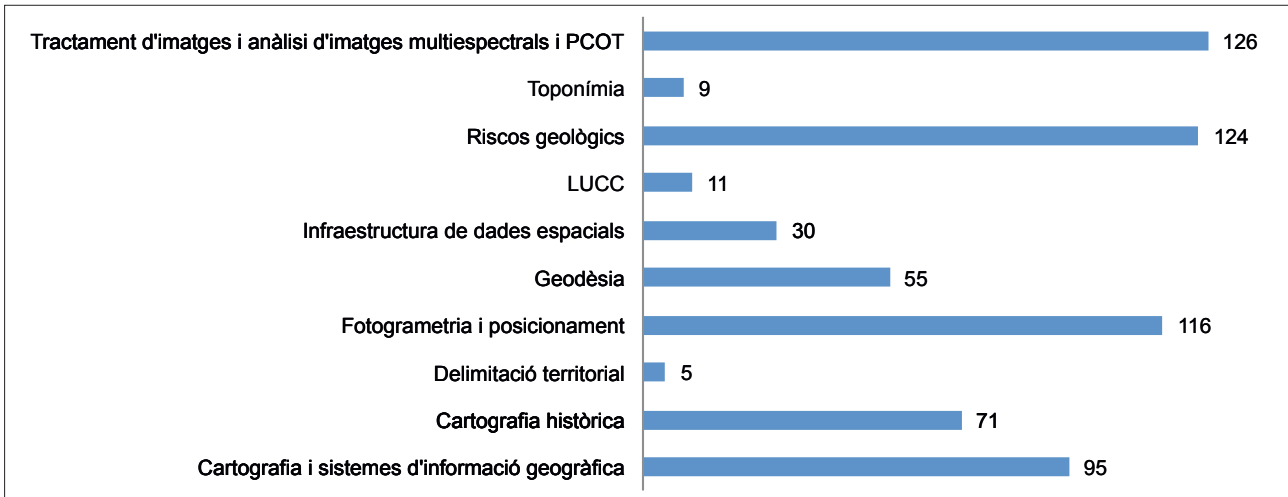 Tractament d'imatges i anàlisi d'imatges multiespectrals i PCOT 126
Toponímia 9
Riscos geològics 124
LUCC 11
Infraestructura de dades espacials 30
Geodèsia 55
Fotogrametria i posicionament 116
Delimitació territorial 5
Cartografia històrica 71
Cartografia i sistemes d'informació geogràfica 95